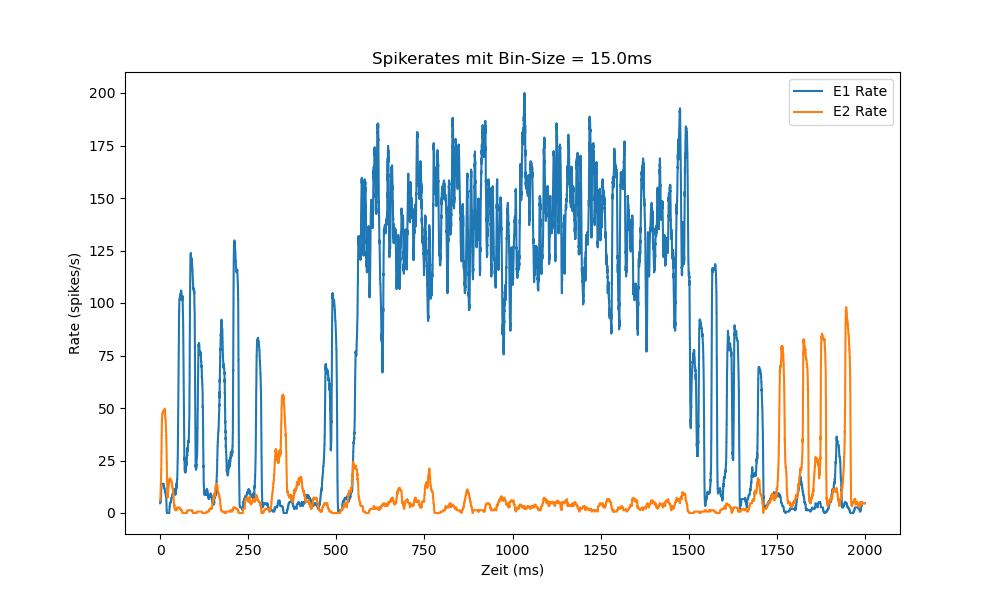 Spikerates mit Bin-Size = 15.0ms
E1 Rate
E2 Rate
Rate (spikes/s)
200
175
150
125
100
75
50
25
0
0 250 500 750 1000 1250 1500 1750 2000
Zeit (ms)